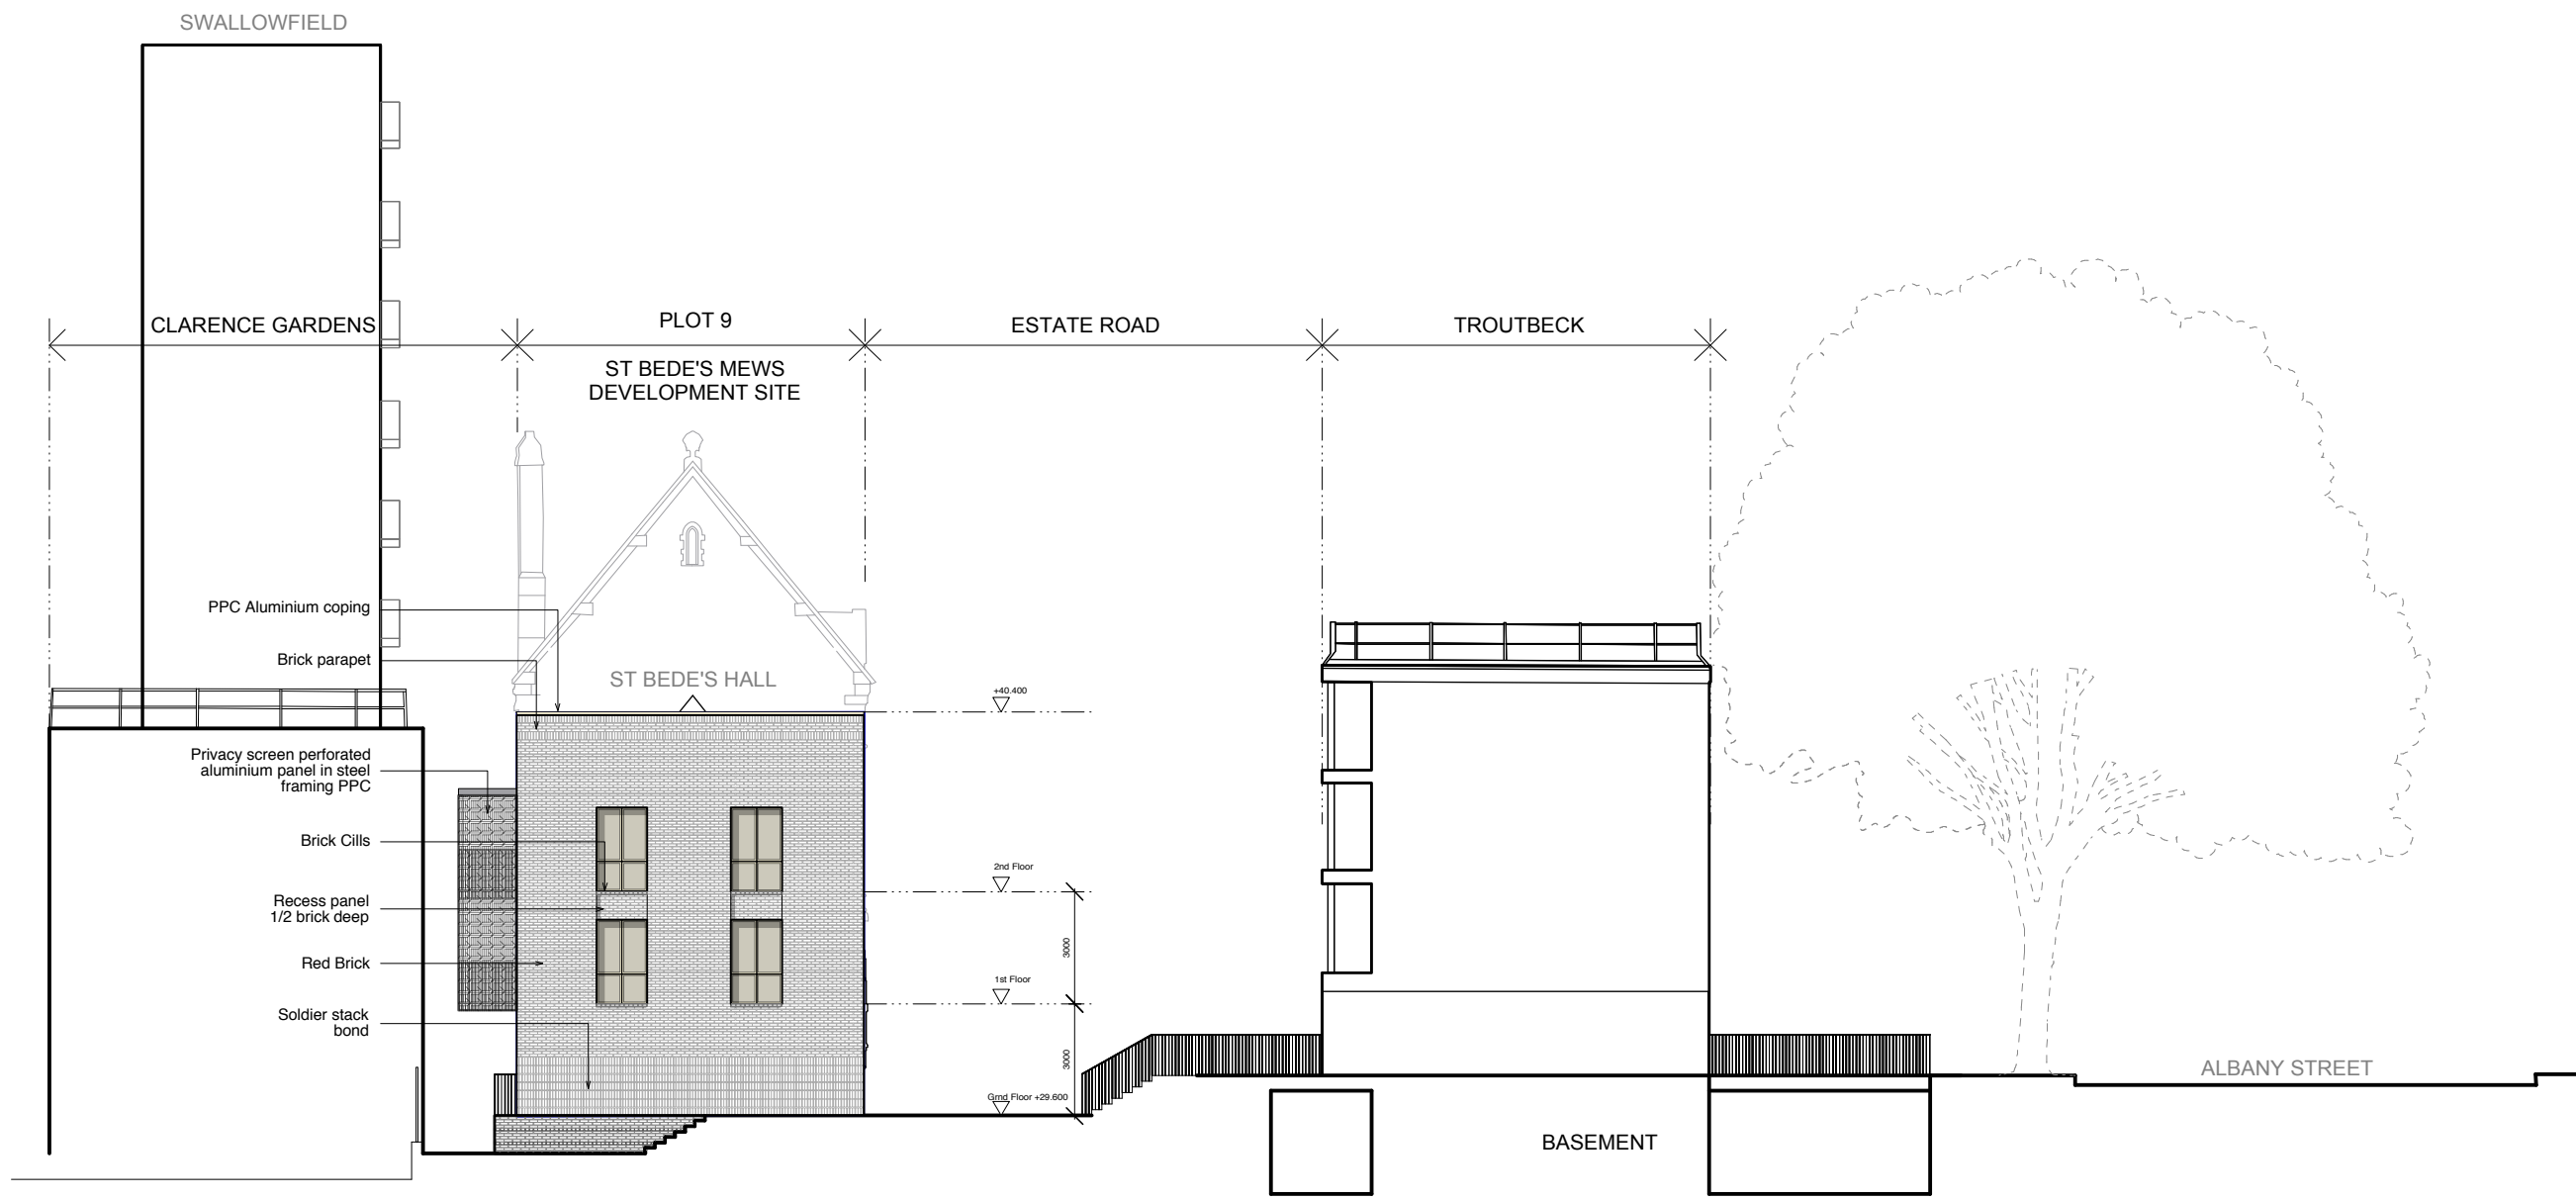 SWALLOWFIELD
CLARENCE GARDENS
PLOT 9
ESTATE ROAD
TROUTBECK
ST BEDE'S MEWS
DEVELOPMENT SITE
PPC Aluminium coping
Brick parapet
ST BEDE'S HALL
+40.400
Privacy screen perforated
aluminium panel in steel
framing PPC
Brick Cills
2nd Floor
Recess panel
1/2 brick deep
3000
Red Brick
1st Floor
Soldier stack
bond
3000
ALBANY STREET
Grnd Floor +29.600
BASEMENT